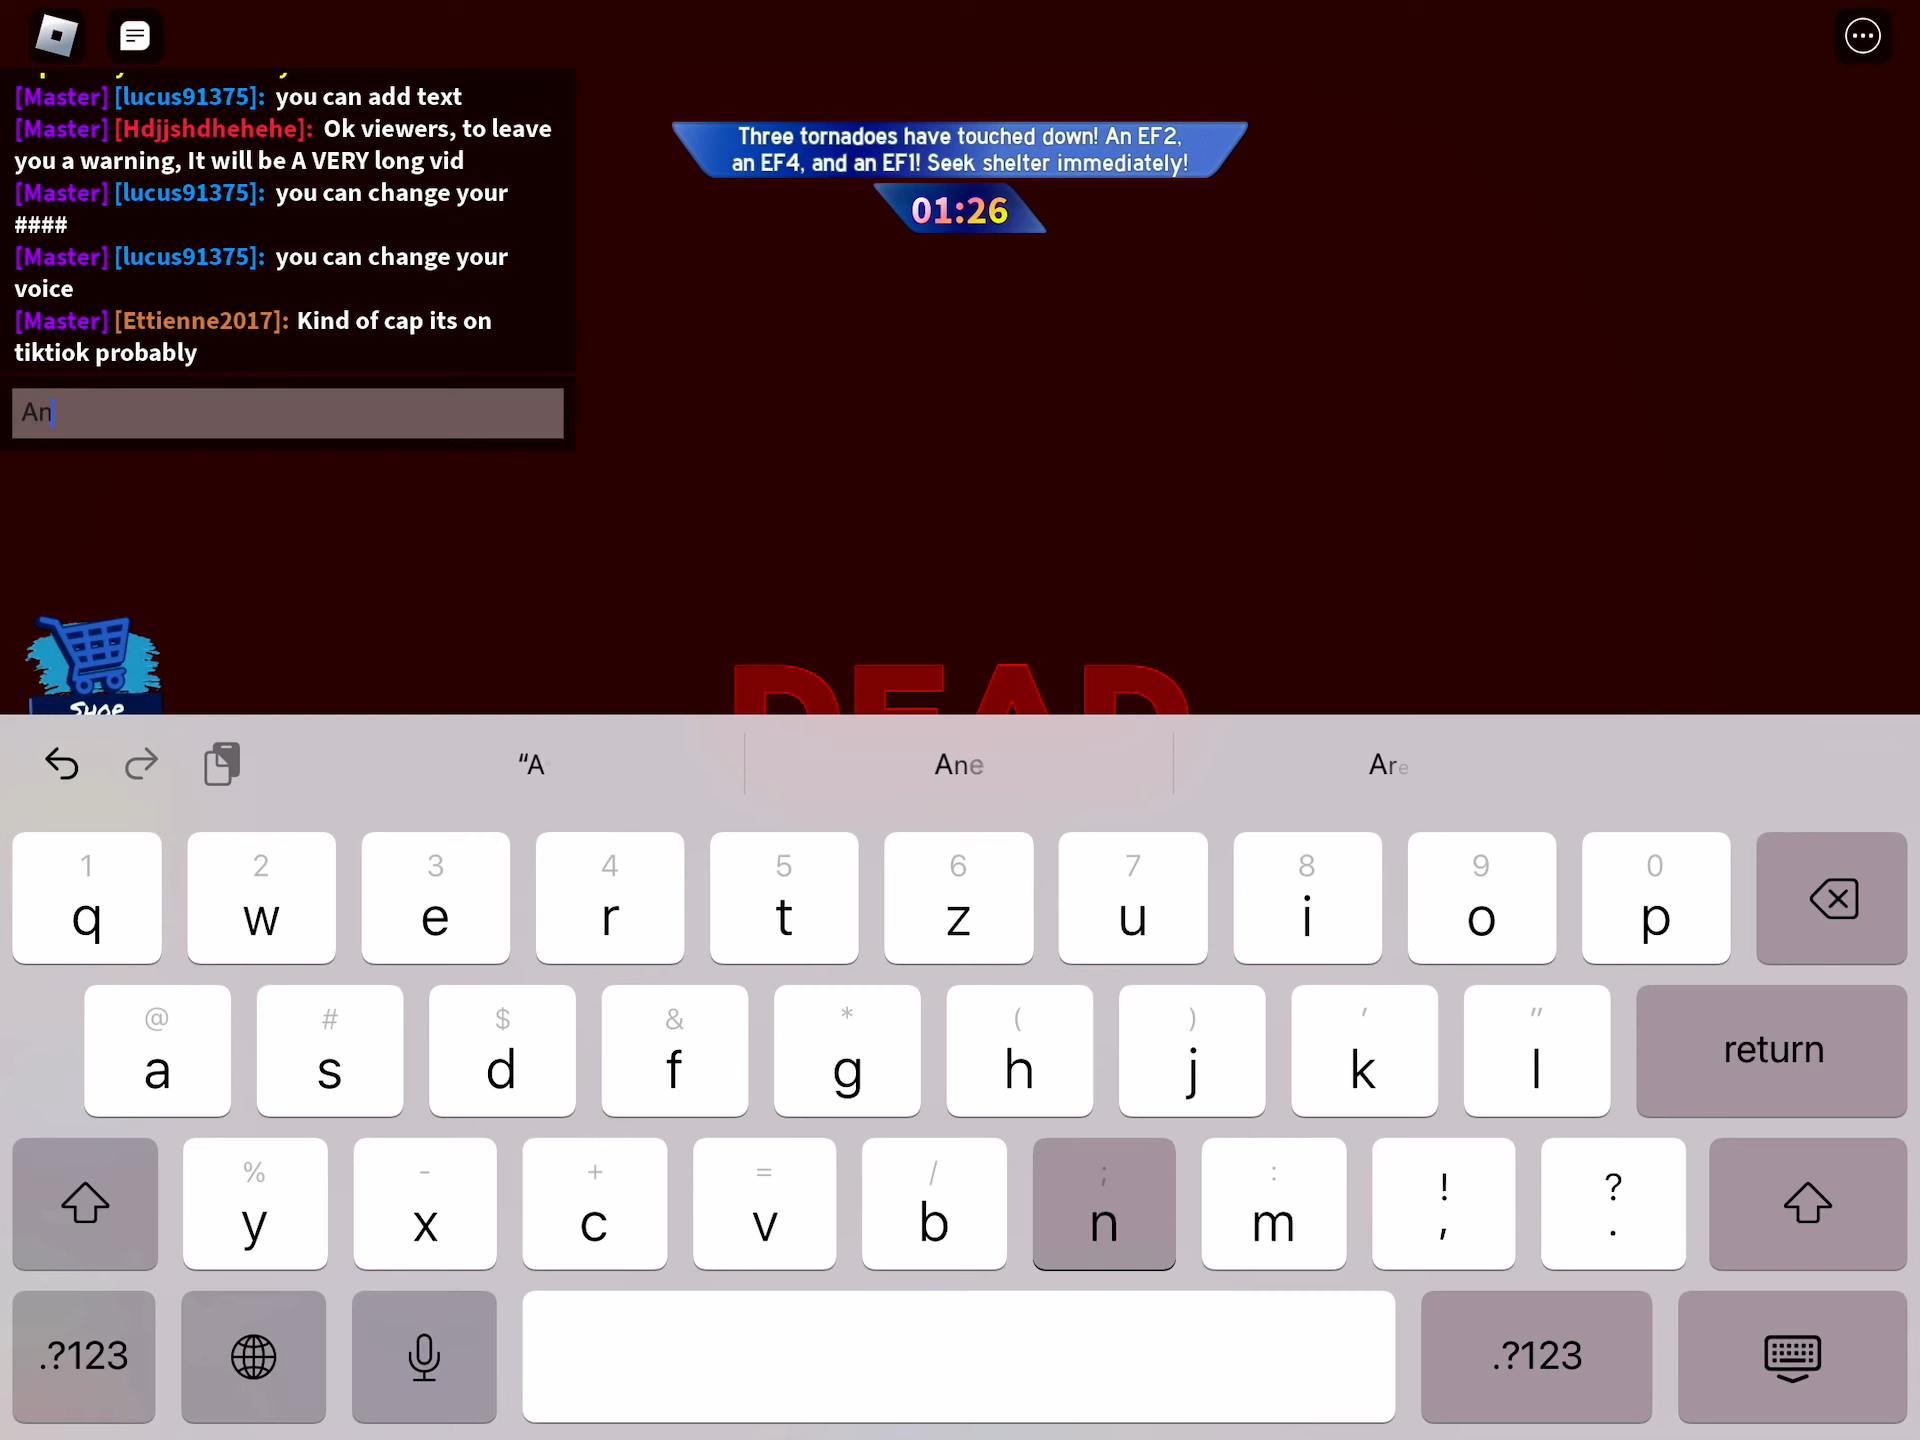 [Master] [lucus91375]: you can add text
[Master] [Hdjjshdhehehe]: Ok viewers, to leave
you a warning, It will be A VERY long vid
[Master] [lucus91375]: you can change your
####
[Master] [lucus91375]: you can change your
voice
[Master] [Ettienne2017]: Kind of cap its on
tiktiok probably
An
Three tornadoes have touched down! An EF2,
an EF4, and an EF1! Seek shelter immediately!
01:26
SHOP
DEAD
“A
Ane
Are
1 2 3 4 5 6 7 8 9 0
q w e r t z u i o p
@ # $ & * ( ) ' "
a s d f g h j k l return
% - + = / ; : ! ?
y x c v b n m , .
.?123 .?123